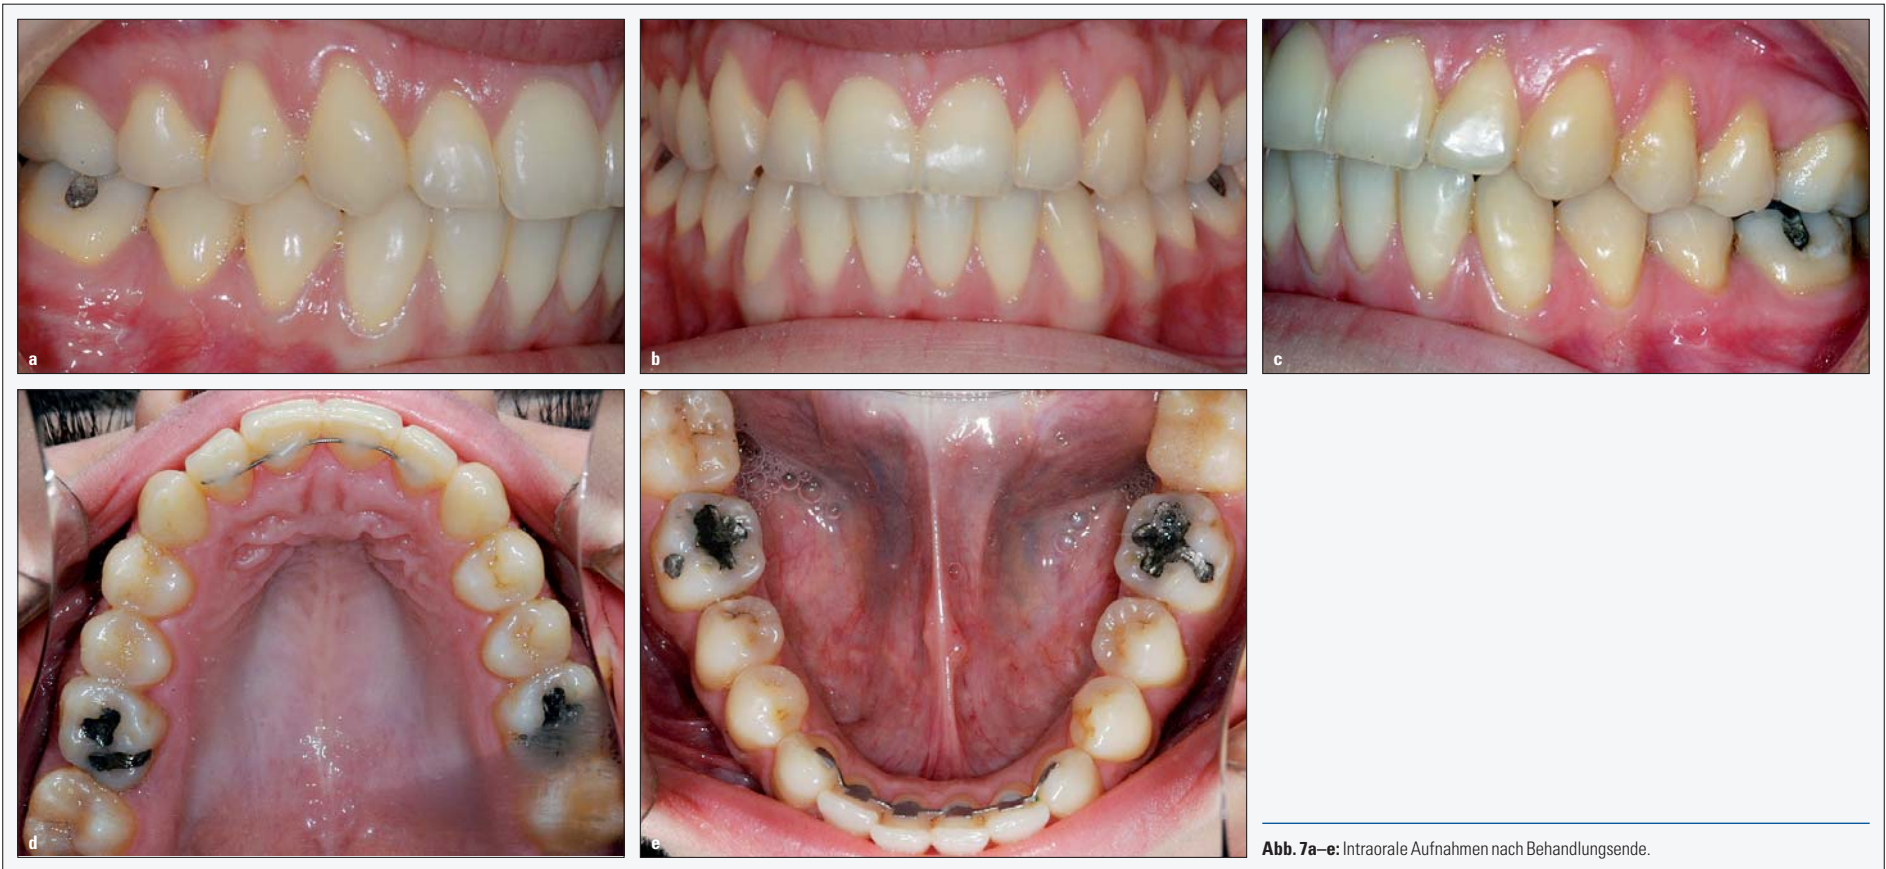 a
b
c
d
e
Abb. 7a–e: Intraorale Aufnahmen nach Behandlungsende.